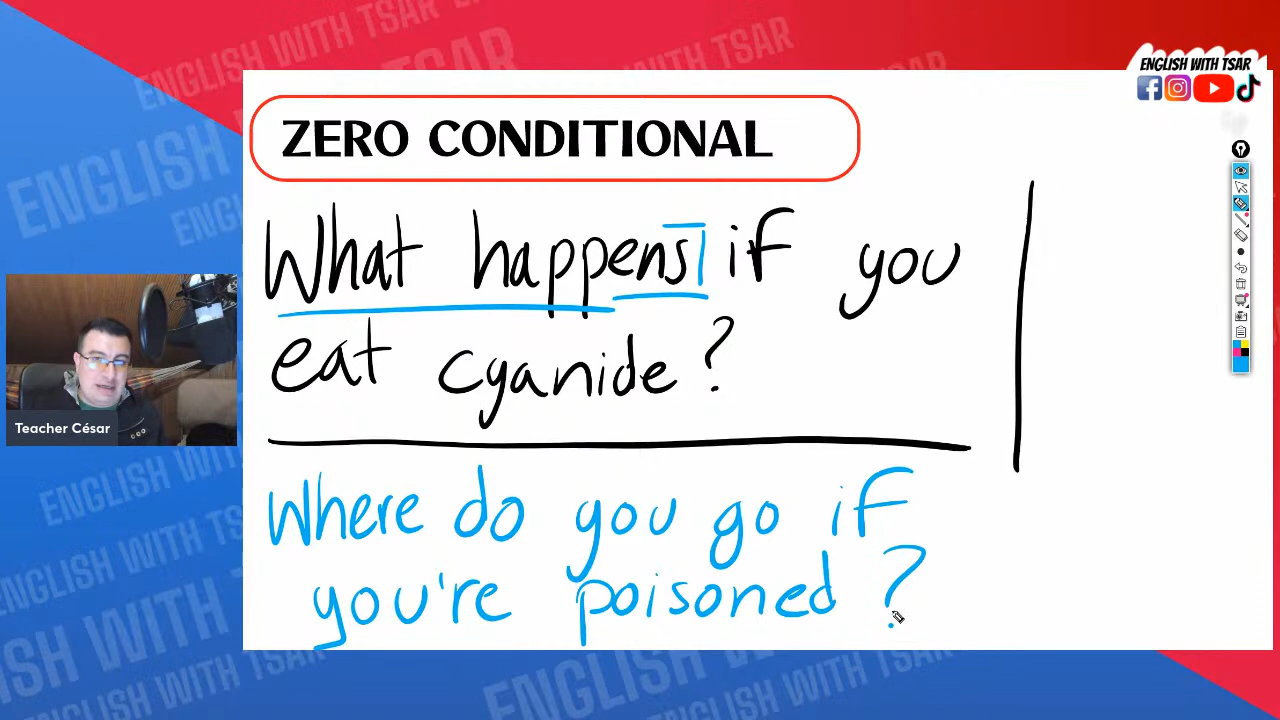 ENGLISH WITH TSAR
ZERO CONDITIONAL
What happens if you
eat cyanide?
Where do you go if
you're poisoned?
Teacher César